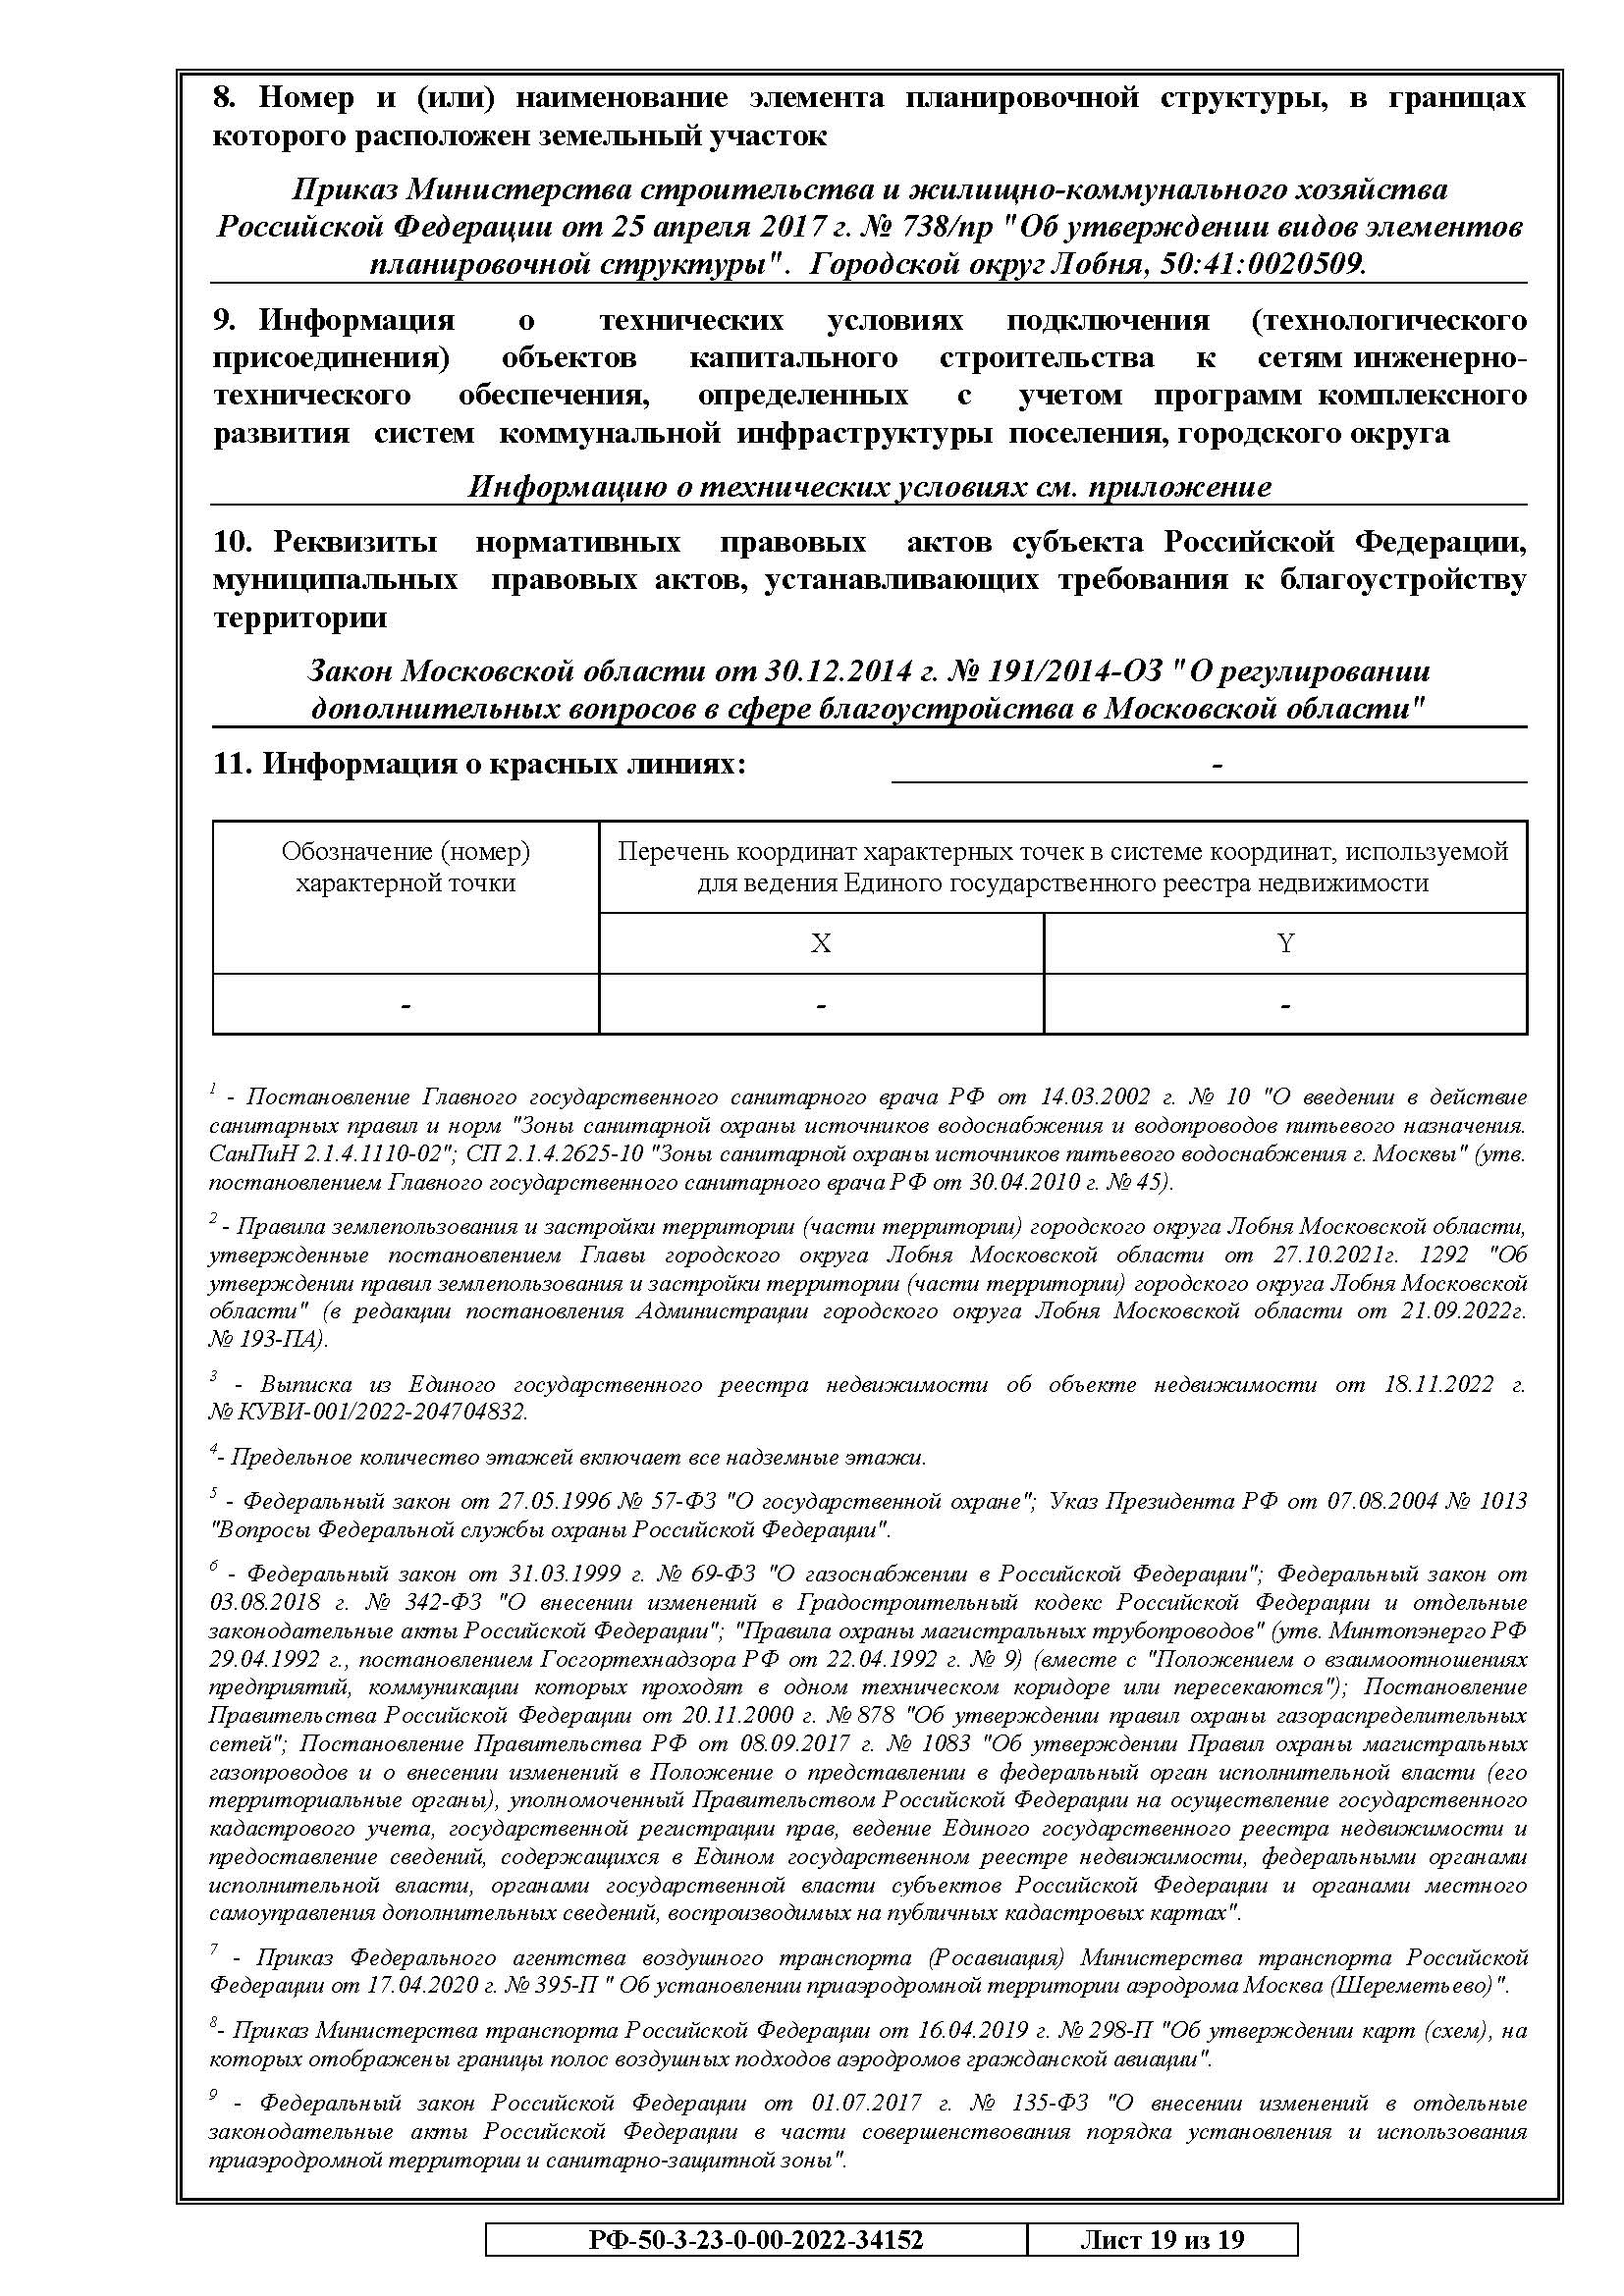 8. Номер и (или) наименование элемента планировочной структуры, в границах
которого расположен земельный участок
Приказ Министерства строительства и жилищно-коммунального хозяйства
Российской Федерации от 25 апреля 2017 г. № 738/пр "Об утверждении видов элементов
планировочной структуры". Городской округ Лобня, 50:41:0020509.
9. Информация о технических условиях подключения (технологического
присоединения) объектов капитального строительства к сетям инженерно-
технического обеспечения, определенных с учетом программ комплексного
развития систем коммунальной инфраструктуры поселения, городского округа
Информацию о технических условиях см. приложение
10. Реквизиты нормативных правовых актов субъекта Российской Федерации,
муниципальных правовых актов, устанавливающих требования к благоустройству
территории
Закон Московской области от 30.12.2014 г. № 191/2014-ОЗ "О регулировании
дополнительных вопросов в сфере благоустройства в Московской области"
11. Информация о красных линиях: -
Обозначение (номер)
характерной точки
Перечень координат характерных точек в системе координат, используемой
для ведения Единого государственного реестра недвижимости
X Y
- - -
1 - Постановление Главного государственного санитарного врача РФ от 14.03.2002 г. № 10 "О введении в действие
санитарных правил и норм "Зоны санитарной охраны источников водоснабжения и водопроводов питьевого назначения.
СанПиН 2.1.4.1110-02"; СП 2.1.4.2625-10 "Зоны санитарной охраны источников питьевого водоснабжения г. Москвы" (утв.
постановлением Главного государственного санитарного врача РФ от 30.04.2010 г. № 45).
2 - Правила землепользования и застройки территории (части территории) городского округа Лобня Московской области,
утвержденные постановлением Главы городского округа Лобня Московской области от 27.10.2021г. 1292 "Об
утверждении правил землепользования и застройки территории (части территории) городского округа Лобня Московской
области" (в редакции постановления Администрации городского округа Лобня Московской области от 21.09.2022г.
№ 193-ПА).
3 - Выписка из Единого государственного реестра недвижимости об объекте недвижимости от 18.11.2022 г.
№ КУВИ-001/2022-204704832.
4- Предельное количество этажей включает все надземные этажи.
5 - Федеральный закон от 27.05.1996 № 57-ФЗ "О государственной охране"; Указ Президента РФ от 07.08.2004 № 1013
"Вопросы Федеральной службы охраны Российской Федерации".
6 - Федеральный закон от 31.03.1999 г. № 69-ФЗ "О газоснабжении в Российской Федерации"; Федеральный закон от
03.08.2018 г. № 342-ФЗ "О внесении изменений в Градостроительный кодекс Российской Федерации и отдельные
законодательные акты Российской Федерации"; "Правила охраны магистральных трубопроводов" (утв. Минтопэнерго РФ
29.04.1992 г., постановлением Госгортехнадзора РФ от 22.04.1992 г. № 9) (вместе с "Положением о взаимоотношениях
предприятий, коммуникации которых проходят в одном техническом коридоре или пересекаются"); Постановление
Правительства Российской Федерации от 20.11.2000 г. № 878 "Об утверждении правил охраны газораспределительных
сетей"; Постановление Правительства РФ от 08.09.2017 г. № 1083 "Об утверждении Правил охраны магистральных
газопроводов и о внесении изменений в Положение о представлении в федеральный орган исполнительной власти (его
территориальные органы), уполномоченный Правительством Российской Федерации на осуществление государственного
кадастрового учета, государственной регистрации прав, ведение Единого государственного реестра недвижимости и
предоставление сведений, содержащихся в Едином государственном реестре недвижимости, федеральными органами
исполнительной власти, органами государственной власти субъектов Российской Федерации и органами местного
самоуправления дополнительных сведений, воспроизводимых на публичных кадастровых картах".
7 - Приказ Федерального агентства воздушного транспорта (Росавиация) Министерства транспорта Российской
Федерации от 17.04.2020 г. № 395-П " Об установлении приаэродромной территории аэродрома Москва (Шереметьево)".
8- Приказ Министерства транспорта Российской Федерации от 16.04.2019 г. № 298-П "Об утверждении карт (схем), на
которых отображены границы полос воздушных подходов аэродромов гражданской авиации".
9 - Федеральный закон Российской Федерации от 01.07.2017 г. № 135-ФЗ "О внесении изменений в отдельные
законодательные акты Российской Федерации в части совершенствования порядка установления и использования
приаэродромной территории и санитарно-защитной зоны".
РФ-50-3-23-0-00-2022-34152 Лист 19 из 19